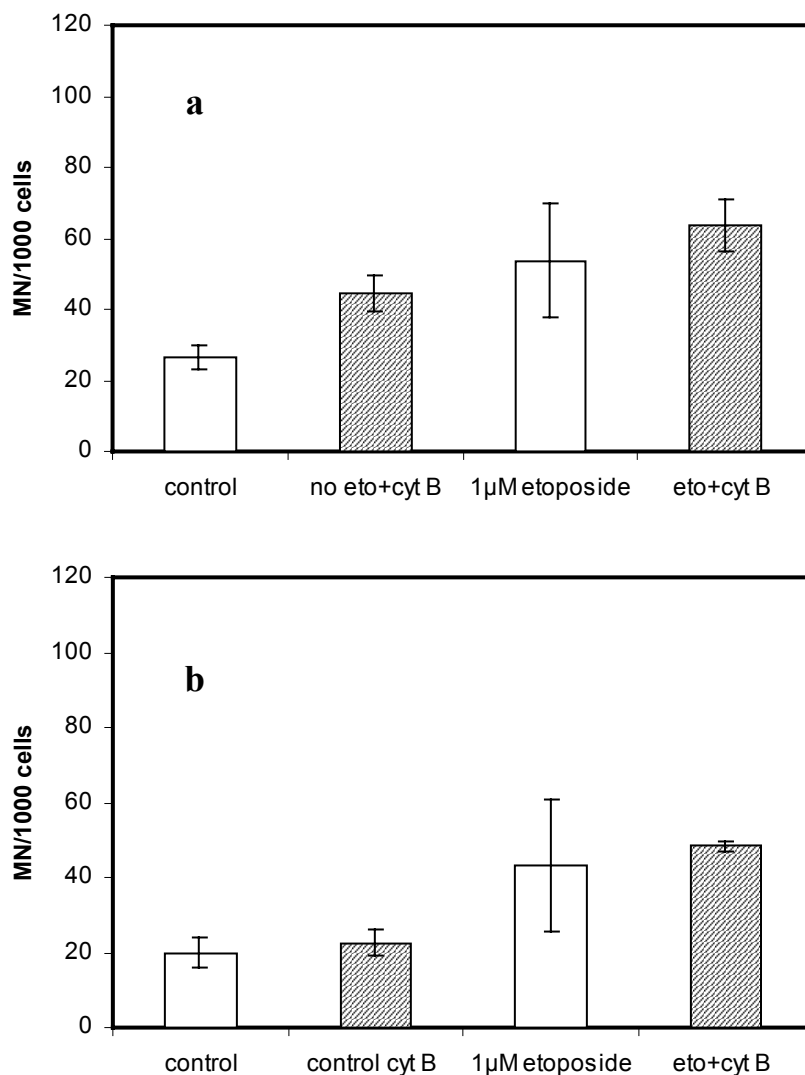 120
100
a
80
60
40
20
0
MN/1000 cells
control no eto+cyt B 1µM etoposide eto+cyt B
120
100
b
80
60
40
20
0
MN/1000 cells
control control cyt B 1µM etoposide eto+cyt B